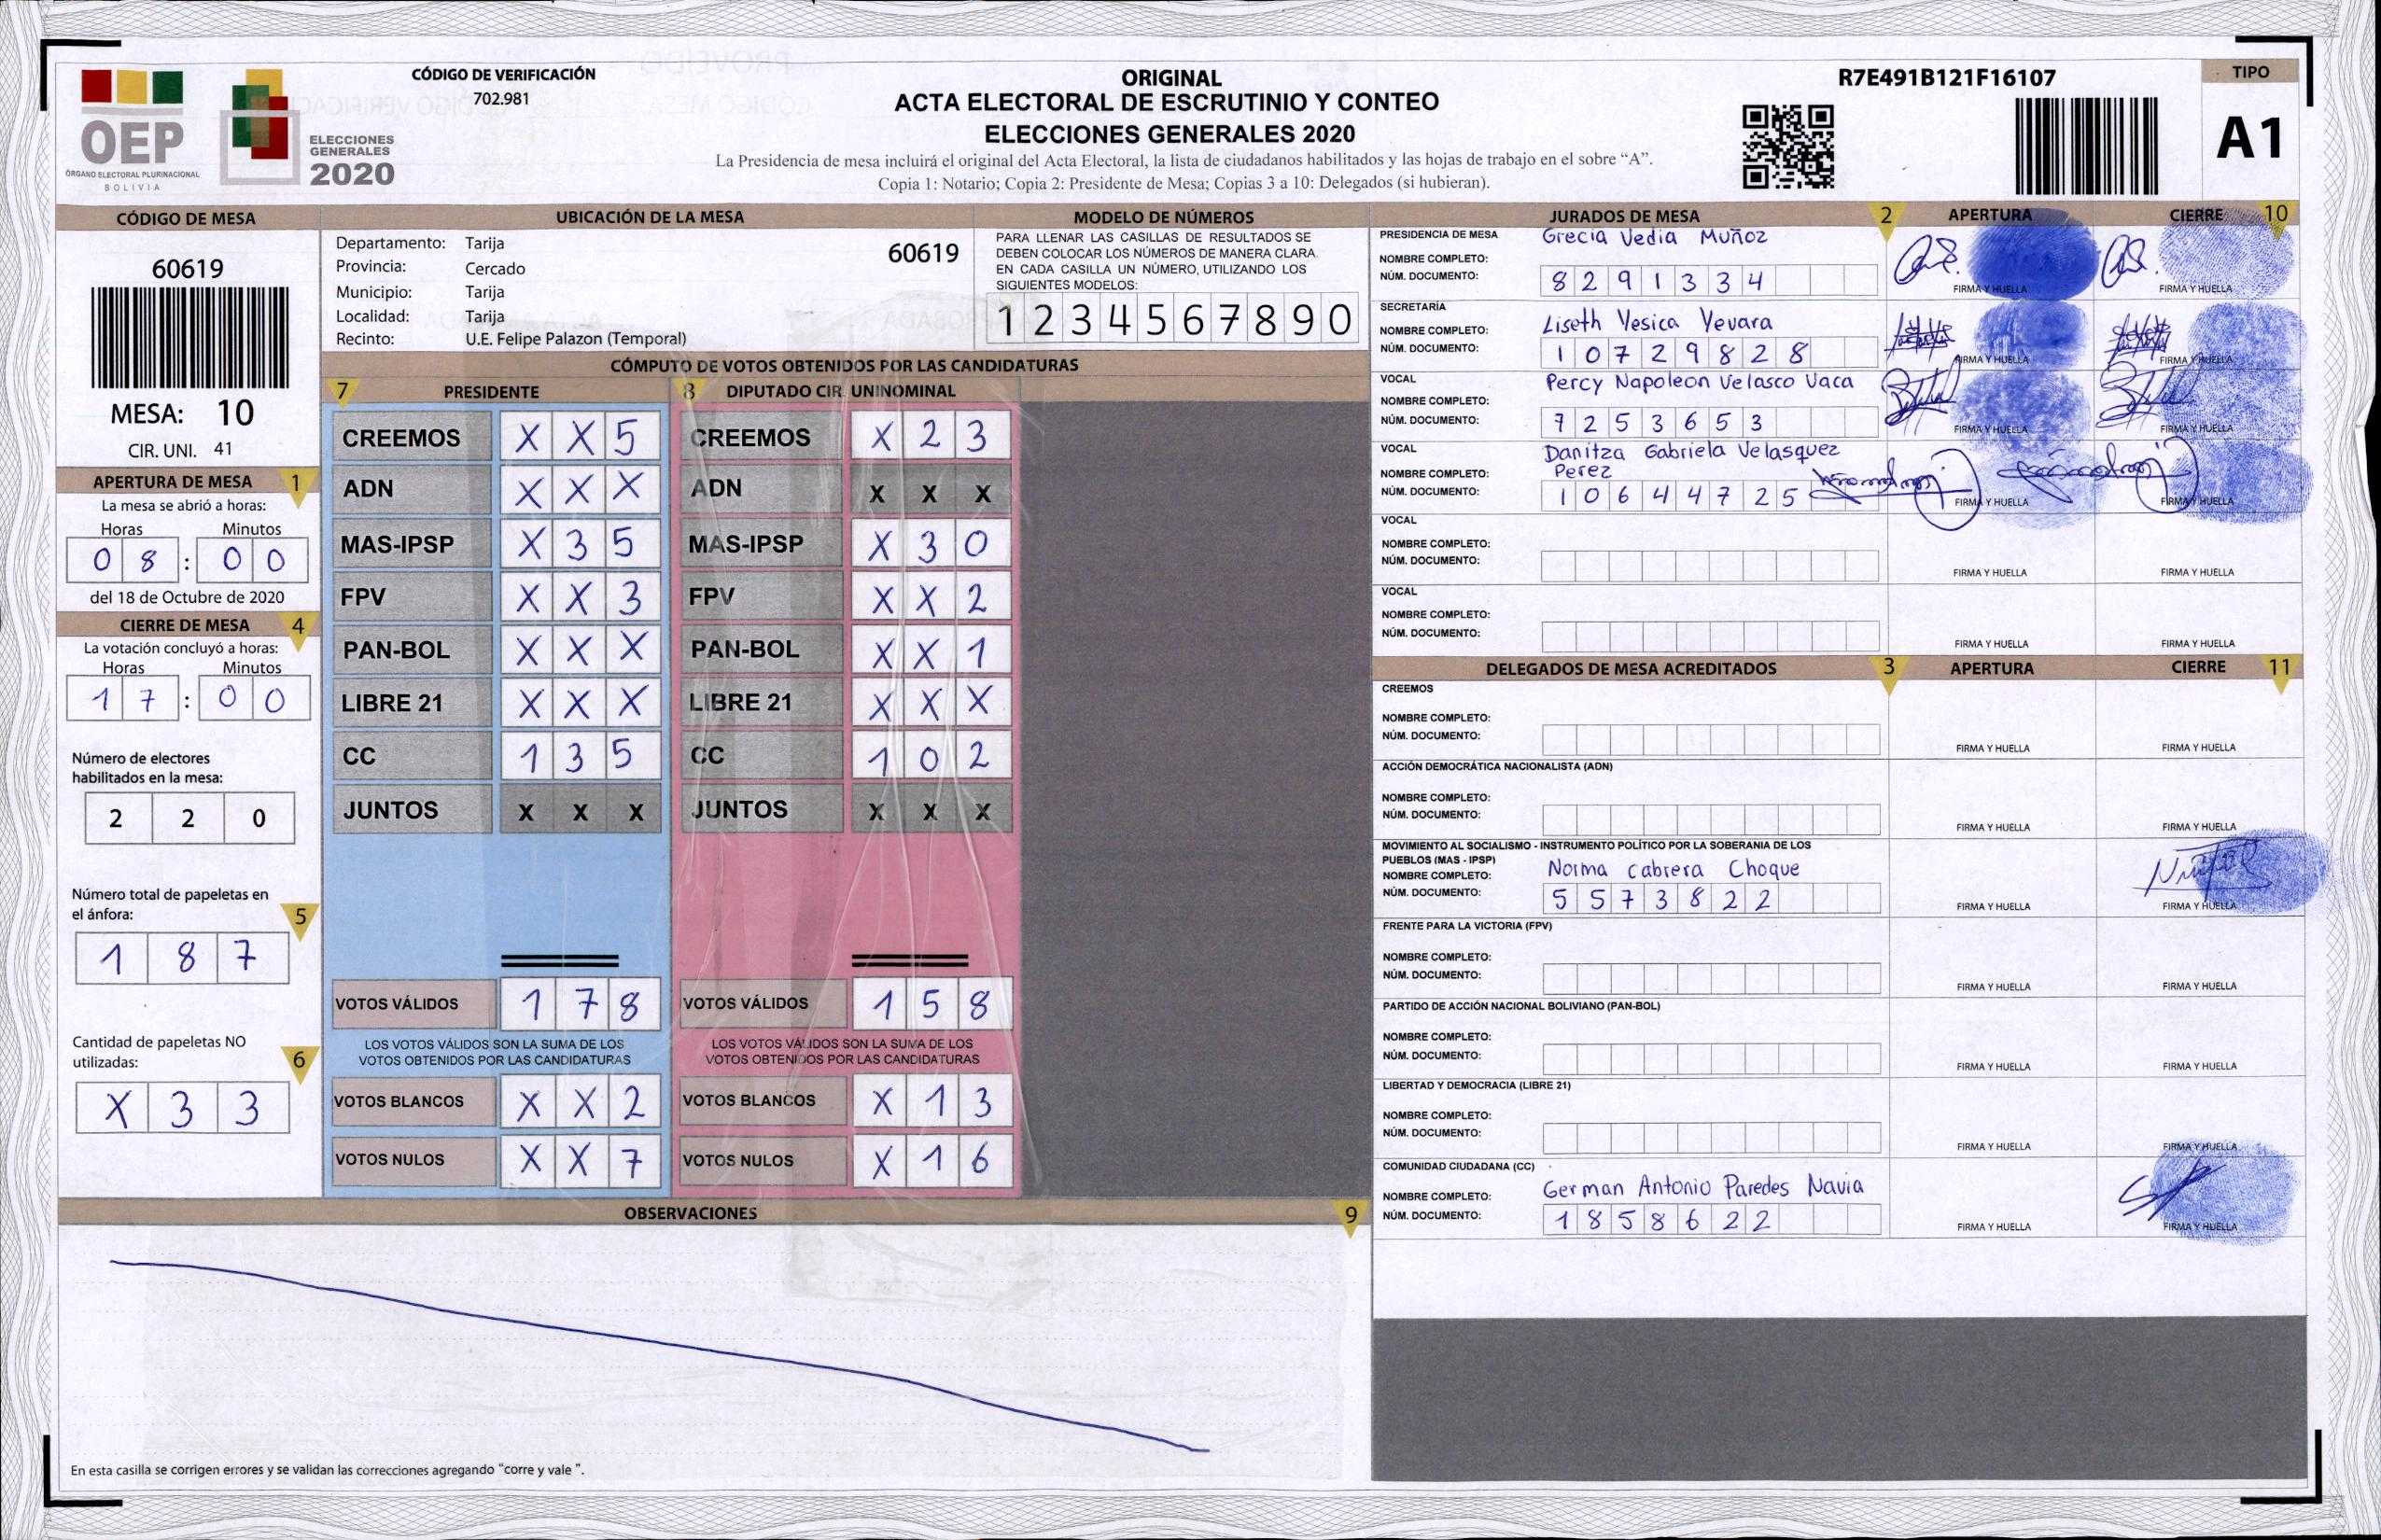 CÓDIGO DE VERIFICACIÓN
702.981
OEP
ÓRGANO ELECTORAL PLURINACIONAL
BOLIVIA
ELECCIONES
GENERALES
2020
ORIGINAL
ACTA ELECTORAL DE ESCRUTINIO Y CONTEO
ELECCIONES GENERALES 2020
La Presidencia de mesa incluirá el original del Acta Electoral, la lista de ciudadanos habilitados y las hojas de trabajo en el sobre “A”.
Copia 1: Notario; Copia 2: Presidente de Mesa; Copias 3 a 10: Delegados (si hubieran).
R7E491B121F16107
TIPO
A1
CÓDIGO DE MESA
60619
MESA: 10
CIR. UNI. 41
APERTURA DE MESA 1
La mesa se abrió a horas:
Horas Minutos
0 8 : 0 0
del 18 de Octubre de 2020
CIERRE DE MESA 4
La votación concluyó a horas:
Horas Minutos
1 7 : 0 0
Número de electores
habilitados en la mesa:
2 2 0
Número total de papeletas en
el ánfora: 5
1 8 7
Cantidad de papeletas NO
utilizadas: 6
X 3 3
UBICACIÓN DE LA MESA
Departamento: Tarija
60619
Provincia: Cercado
Municipio: Tarija
Localidad: Tarija
Recinto: U.E. Felipe Palazon (Temporal)
MODELO DE NÚMEROS
PARA LLENAR LAS CASILLAS DE RESULTADOS SE
DEBEN COLOCAR LOS NÚMEROS DE MANERA CLARA.
EN CADA CASILLA UN NÚMERO, UTILIZANDO LOS
SIGUIENTES MODELOS:
1 2 3 4 5 6 7 8 9 0
CÓMPUTO DE VOTOS OBTENIDOS POR LAS CANDIDATURAS
7 PRESIDENTE
CREEMOS X X 5
ADN X X X
MAS-IPSP X 3 5
FPV X X 3
PAN-BOL X X X
LIBRE 21 X X X
CC 1 3 5
JUNTOS X X X
VOTOS VÁLIDOS 1 7 8
LOS VOTOS VÁLIDOS SON LA SUMA DE LOS
VOTOS OBTENIDOS POR LAS CANDIDATURAS
VOTOS BLANCOS X X 2
VOTOS NULOS X X 7
8 DIPUTADO CIR. UNINOMINAL
CREEMOS X 2 3
ADN X X X
MAS-IPSP X 3 0
FPV X X 2
PAN-BOL X X 1
LIBRE 21 X X X
CC 1 0 2
JUNTOS X X X
VOTOS VÁLIDOS 1 5 8
LOS VOTOS VÁLIDOS SON LA SUMA DE LOS
VOTOS OBTENIDOS POR LAS CANDIDATURAS
VOTOS BLANCOS X 1 3
VOTOS NULOS X 1 6
OBSERVACIONES 9
En esta casilla se corrigen errores y se validan las correcciones agregando “corre y vale ”.
JURADOS DE MESA 2 APERTURA CIERRE 10
PRESIDENCIA DE MESA Grecia Vedia Muñoz
NOMBRE COMPLETO:
NÚM. DOCUMENTO: 8 2 9 1 3 3 4
FIRMA Y HUELLA FIRMA Y HUELLA
SECRETARÍA
NOMBRE COMPLETO: Liseth Yesica Yevara
NÚM. DOCUMENTO: 1 0 7 2 9 8 2 8
FIRMA Y HUELLA FIRMA Y HUELLA
VOCAL Percy Napoleon Velasco Vaca
NOMBRE COMPLETO:
NÚM. DOCUMENTO: 7 2 5 3 6 5 3
FIRMA Y HUELLA FIRMA Y HUELLA
VOCAL Danitza Gabriela Velasquez
NOMBRE COMPLETO: Perez
NÚM. DOCUMENTO: 1 0 6 4 4 7 2 5
FIRMA Y HUELLA FIRMA Y HUELLA
VOCAL
NOMBRE COMPLETO:
NÚM. DOCUMENTO:
FIRMA Y HUELLA FIRMA Y HUELLA
VOCAL
NOMBRE COMPLETO:
NÚM. DOCUMENTO:
FIRMA Y HUELLA FIRMA Y HUELLA
DELEGADOS DE MESA ACREDITADOS 3 APERTURA CIERRE 11
CREEMOS
NOMBRE COMPLETO:
NÚM. DOCUMENTO:
FIRMA Y HUELLA FIRMA Y HUELLA
ACCIÓN DEMOCRÁTICA NACIONALISTA (ADN)
NOMBRE COMPLETO:
NÚM. DOCUMENTO:
FIRMA Y HUELLA FIRMA Y HUELLA
MOVIMIENTO AL SOCIALISMO - INSTRUMENTO POLÍTICO POR LA SOBERANIA DE LOS
PUEBLOS (MAS - IPSP)
NOMBRE COMPLETO: Norma Cabrera Choque
NÚM. DOCUMENTO: 5 5 7 3 8 2 2
FIRMA Y HUELLA FIRMA Y HUELLA
FRENTE PARA LA VICTORIA (FPV)
NOMBRE COMPLETO:
NÚM. DOCUMENTO:
FIRMA Y HUELLA FIRMA Y HUELLA
PARTIDO DE ACCIÓN NACIONAL BOLIVIANO (PAN-BOL)
NOMBRE COMPLETO:
NÚM. DOCUMENTO:
FIRMA Y HUELLA FIRMA Y HUELLA
LIBERTAD Y DEMOCRACIA (LIBRE 21)
NOMBRE COMPLETO:
NÚM. DOCUMENTO:
FIRMA Y HUELLA FIRMA Y HUELLA
COMUNIDAD CIUDADANA (CC)
NOMBRE COMPLETO: German Antonio Paredes Navia
NÚM. DOCUMENTO: 1 8 5 8 6 2 2
FIRMA Y HUELLA FIRMA Y HUELLA